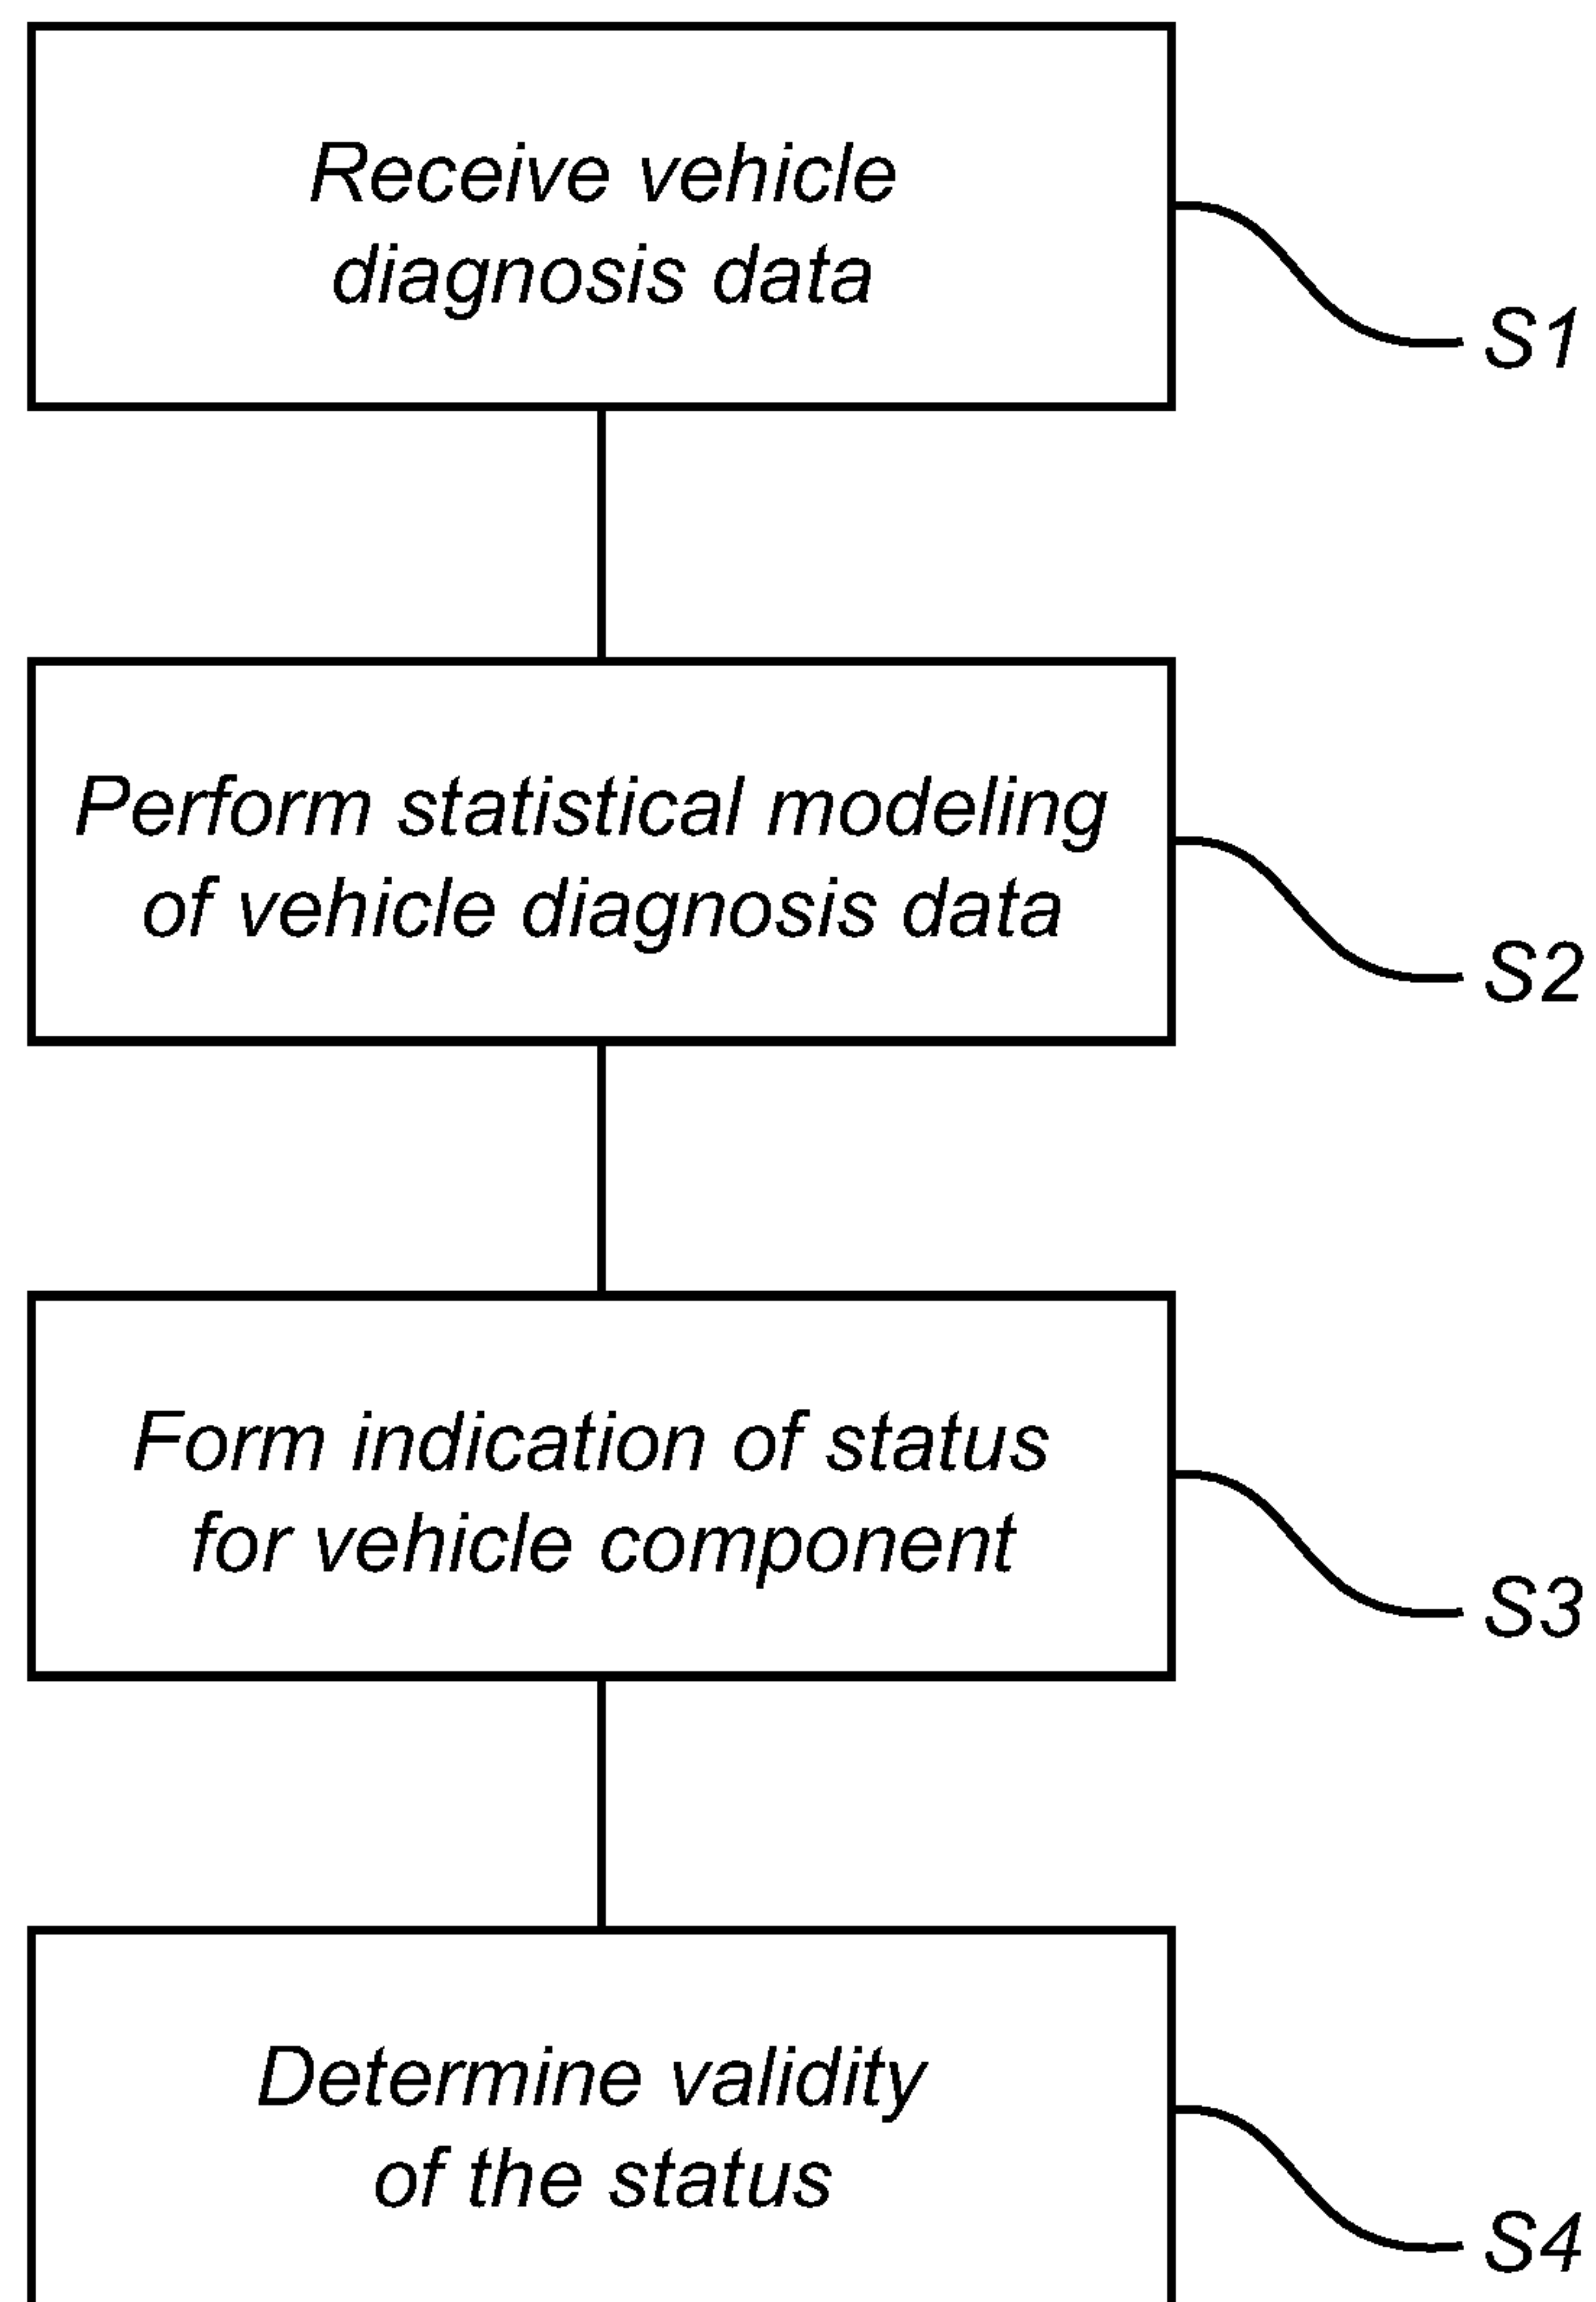 Receive vehicle
diagnosis data
S1
Perform statistical modeling
of vehicle diagnosis data
S2
Form indication of status
for vehicle component
S3
Determine validity
of the status
S4